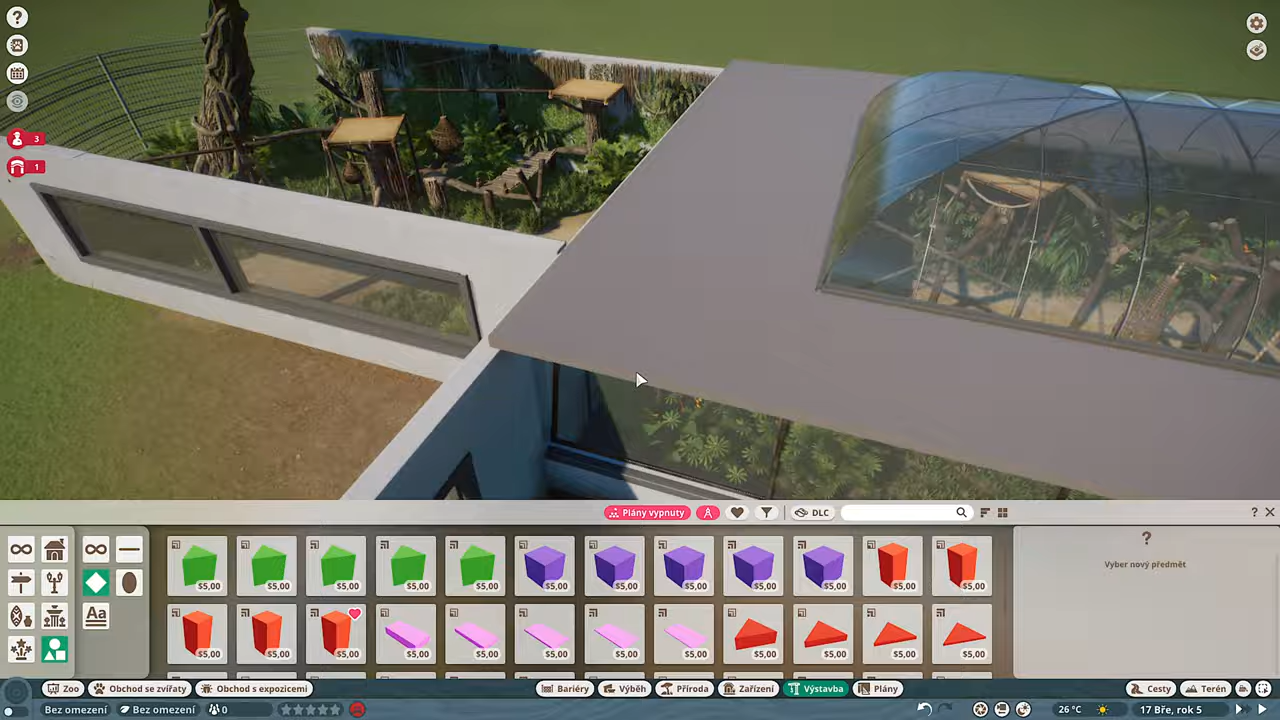 ?
3
1
Plány vypnuty
DLC
? ×
$5,00 $5,00 $5,00 $5,00 $5,00 $5,00 $5,00 $5,00 $5,00 $5,00 $5,00 $5,00
?
Vyber nový předmět
Aa
$5,00 $5,00 $5,00 $5,00 $5,00 $5,00 $5,00 $5,00 $5,00 $5,00 $5,00 $5,00
Zoo Obchod se zvířaty Obchod s expozicemi Bariéry Výběh Příroda Zařízení Výstavba Plány Cesty Terén
Bez omezení Bez omezení 0 26 °C 17 Bře, rok 5